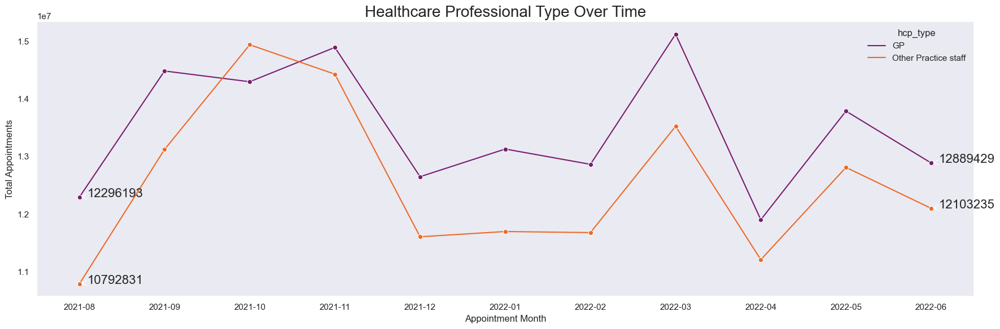 Healthcare Professional Type Over Time
1e7
hcp_type
GP
Other Practice staff
1.5
1.4
1.3
1.2
1.1
Total Appointments
12296193
10792831
12889429
12103235
2021-08 2021-09 2021-10 2021-11 2021-12 2022-01 2022-02 2022-03 2022-04 2022-05 2022-06
Appointment Month